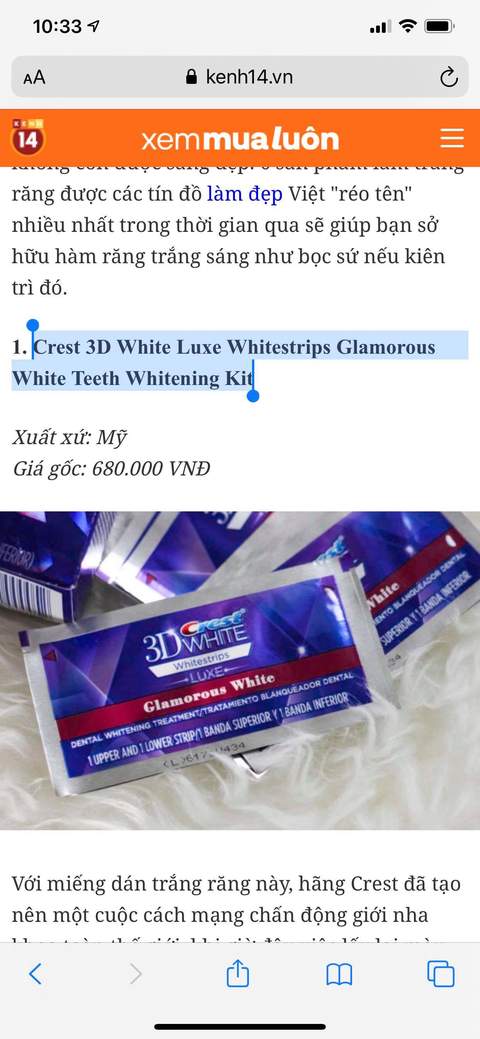 10:33
AA
kenh14.vn
KENH
14
xemmualuôn
răng được các tín đồ làm đẹp Việt "réo tên"
nhiều nhất trong thời gian qua sẽ giúp bạn sở
hữu hàm răng trắng sáng như bọc sứ nếu kiên
trì đó.
1. Crest 3D White Luxe Whitestrips Glamorous
White Teeth Whitening Kit
Xuất xứ: Mỹ
Giá gốc: 680.000 VNĐ
Crest
3D WHITE
Whitestrips
LUXE
Glamorous White
DENTAL WHITENING TREATMENT/TRATAMIENTO BLANQUEADOR DENTAL
1 UPPER AND 1 LOWER STRIP/1 BANDA SUPERIOR Y 1 BANDA INFERIOR
White
BLANQUEADOR DENTAL
SUPERIOR Y 1 BANDA INFERIOR
Với miếng dán trắng răng này, hãng Crest đã tạo
nên một cuộc cách mạng chấn động giới nha